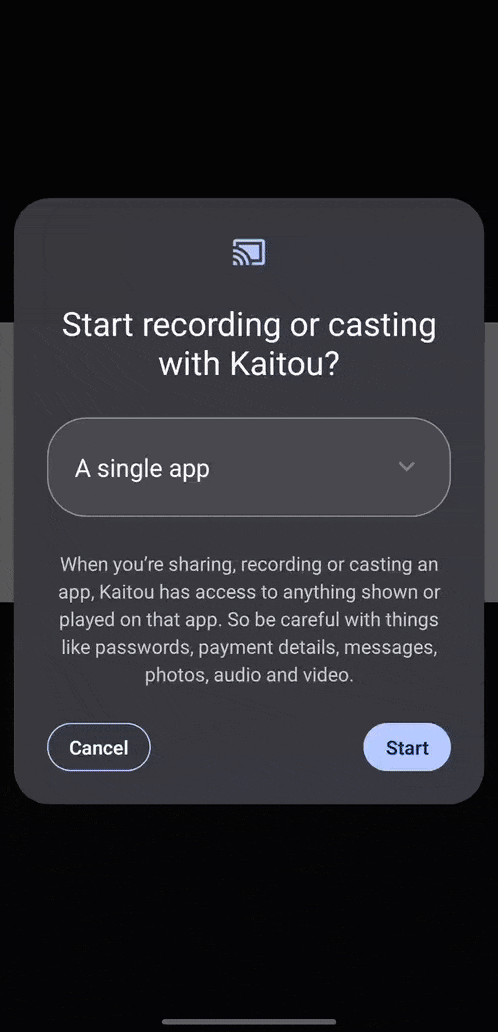 Start recording or casting
with Kaitou?
A single app
When you’re sharing, recording or casting an
app, Kaitou has access to anything shown or
played on that app. So be careful with things
like passwords, payment details, messages,
photos, audio and video.
Cancel
Start